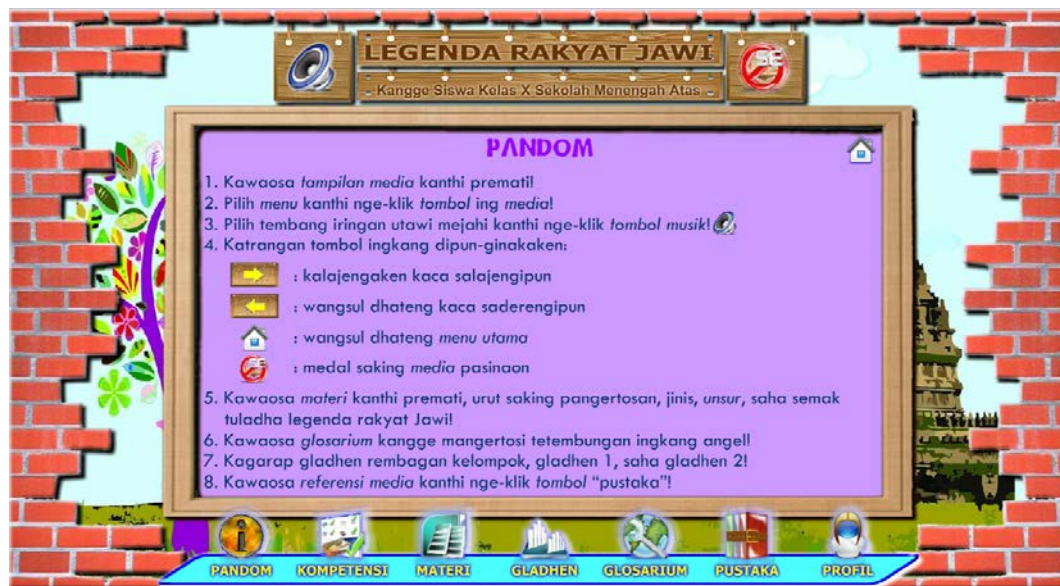 LEGENDA RAKYAT JAWI
Kangge Siswa Kelas X Sekolah Menengah Atas
PANDOM
1. Kawaosa tampilan media kanthi premati!
2. Pilih menu kanthi nge-klik tombol ing media!
3. Pilih tembang iringan utawi mejahi kanthi nge-klik tombol musik!
4. Katrangan tombol ingkang dipun-ginakaken:
: kalajengaken kaca salajengipun
: wangsul dhateng kaca saderengipun
: wangsul dhateng menu utama
: medal saking media pasinaon
5. Kawaosa materi kanthi premati, urut saking pangertosan, jinis, unsur, saha semak
tuladha legenda rakyat Jawi!
6. Kawaosa glosarium kangge mangertosi tetembungan ingkang angel!
7. Kagarap gladhen rembagan kelompok, gladhen 1, saha gladhen 2!
8. Kawaosa referensi media kanthi nge-klik tombol “pustaka”!
PANDOM KOMPETENSI MATERI GLADHEN GLOSARIUM PUSTAKA PROFIL